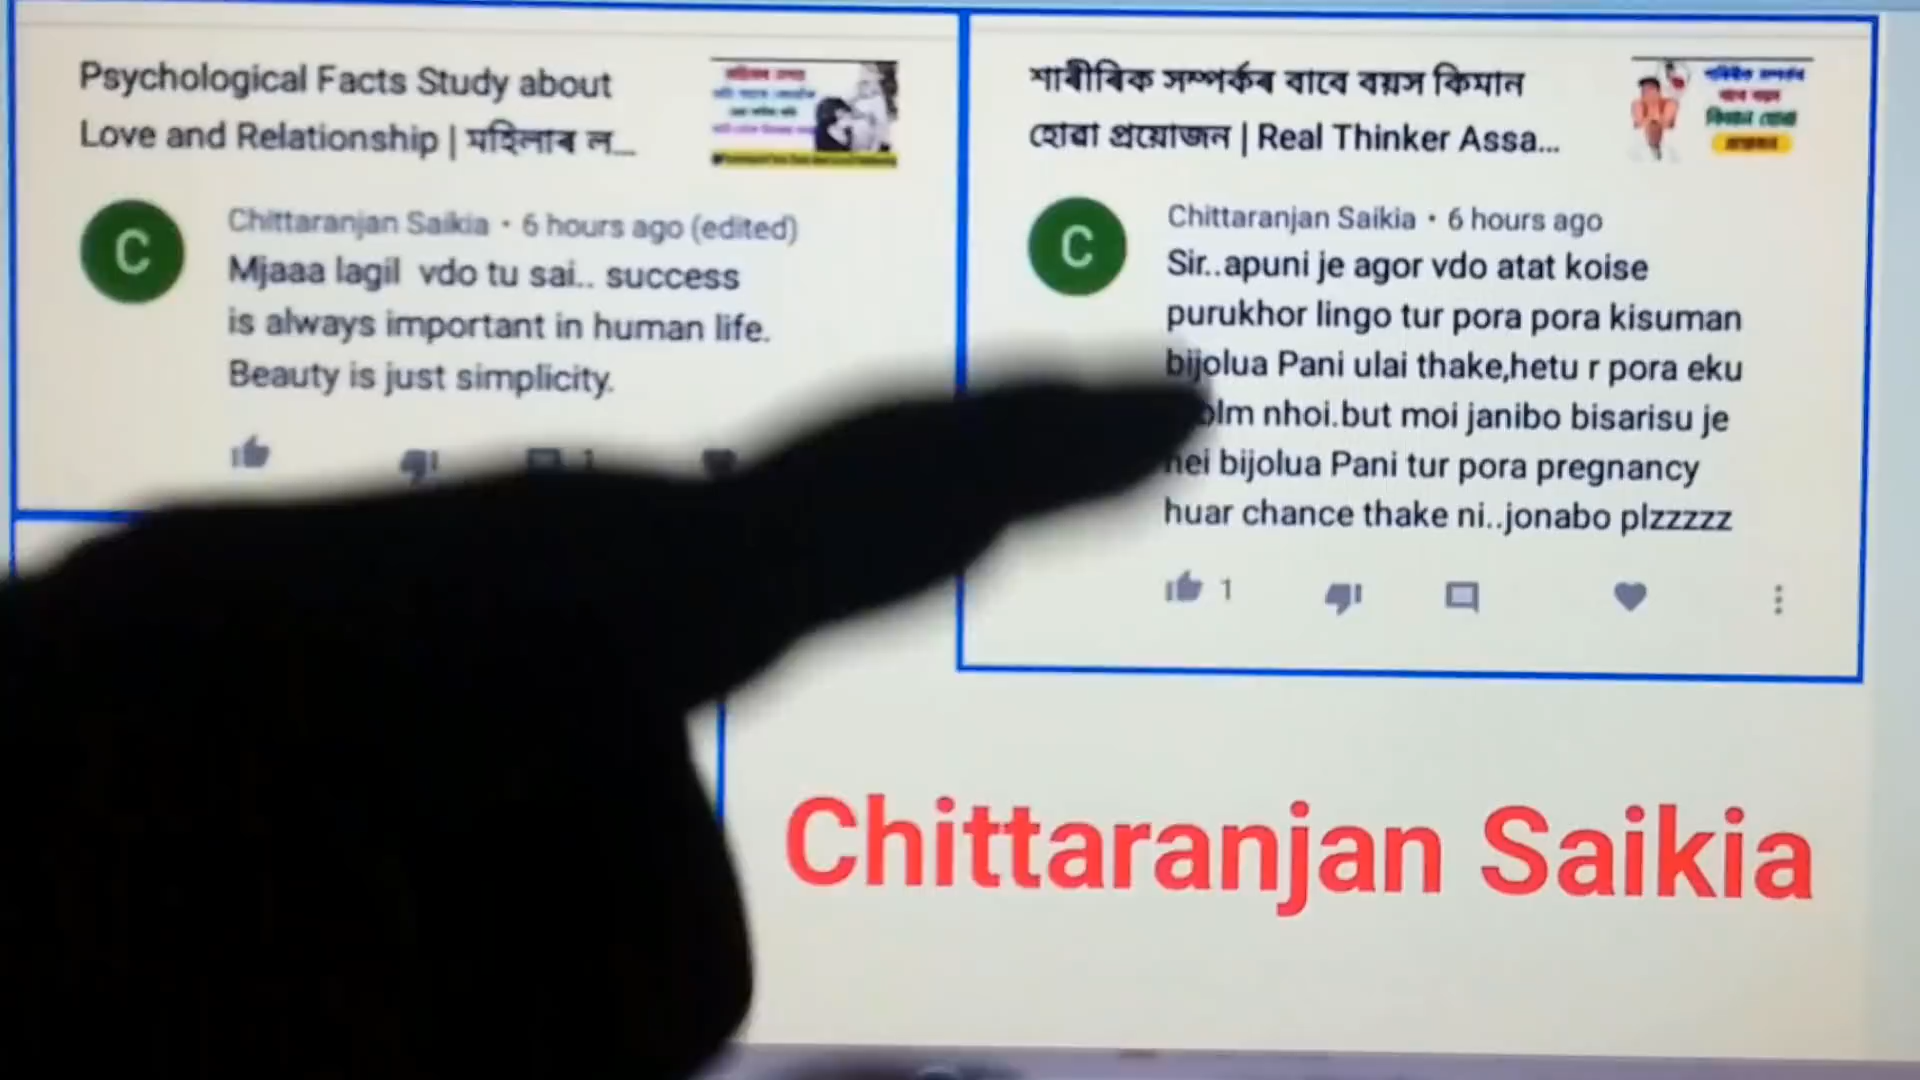 Psychological Facts Study about
Love and Relationship | মহিলাৰ ল...
Chittaranjan Saikia • 6 hours ago (edited)
Mjaaa lagil vdo tu sai.. success
is always important in human life.
Beauty is just simplicity.
1
শাৰীৰিক সম্পৰ্কৰ বাবে বয়স কিমান
হোৱা প্ৰয়োজন | Real Thinker Assa...
Chittaranjan Saikia • 6 hours ago
Sir..apuni je agor vdo atat koise
purukhor lingo tur pora pora kisuman
bijolua Pani ulai thake,hetu r pora eku
nhoi.but moi janibo bisarisu je
bijolua Pani tur pora pregnancy
huar chance thake ni..jonabo plzzzzz
1
Chittaranjan Saikia